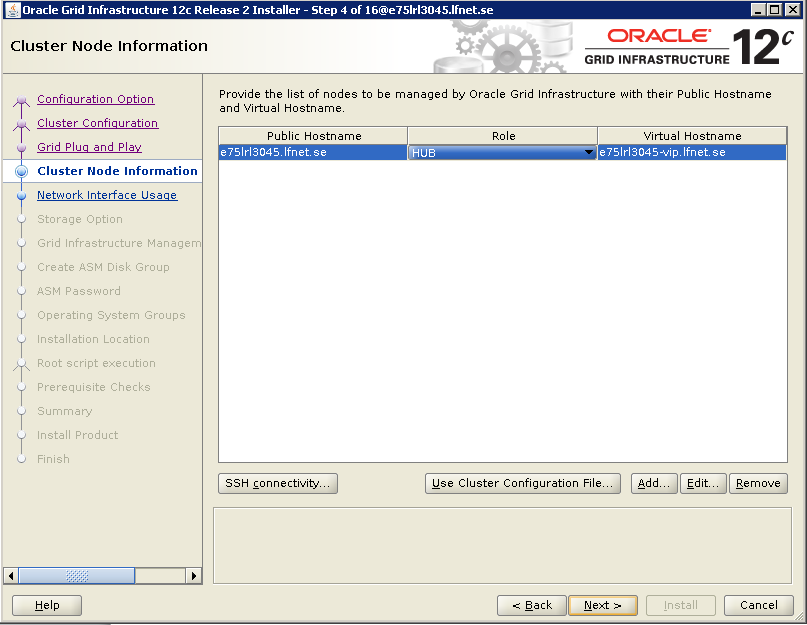 Oracle Grid Infrastructure 12c Release 2 Installer - Step 4 of 16@e75lrl3045.lfnet.se
Cluster Node Information
ORACLE
GRID INFRASTRUCTURE
12c
Configuration Option
Cluster Configuration
Grid Plug and Play
Cluster Node Information
Network Interface Usage
Storage Option
Grid Infrastructure Managem
Create ASM Disk Group
ASM Password
Operating System Groups
Installation Location
Root script execution
Prerequisite Checks
Summary
Install Product
Finish
Provide the list of nodes to be managed by Oracle Grid Infrastructure with their Public Hostname
and Virtual Hostname.
Public Hostname Role Virtual Hostname
e75lrl3045.lfnet.se HUB e75lrl3045-vip.lfnet.se
SSH connectivity... Use Cluster Configuration File... Add... Edit... Remove
Help < Back Next > Install Cancel